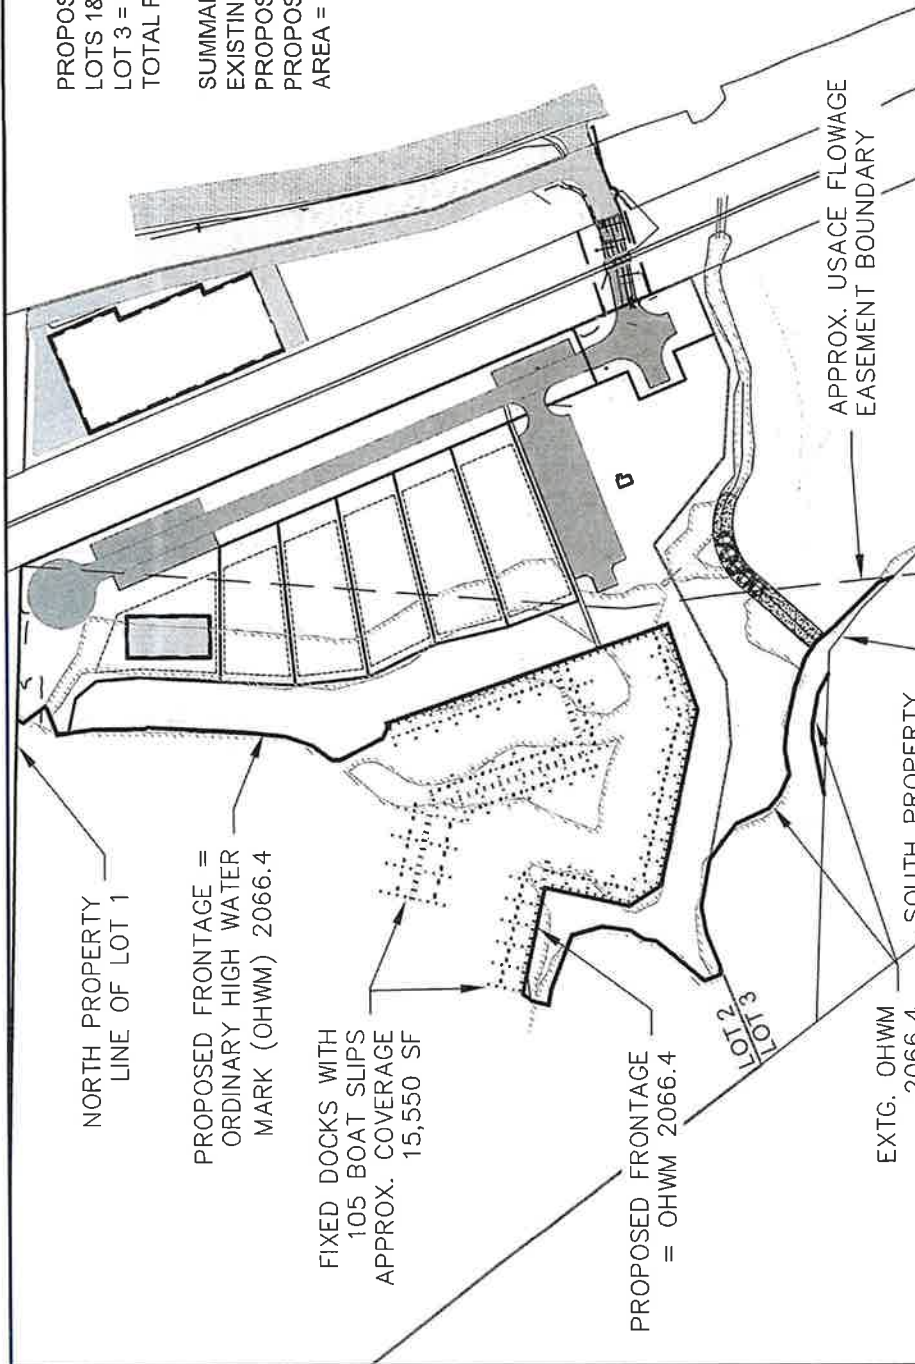 PROPOS
LOTS 1&
LOT 3 =
TOTAL F
SUMMAR
EXISTIN
PROPOS
PROPOS
AREA =
NORTH PROPERTY
LINE OF LOT 1
PROPOSED FRONTAGE =
ORDINARY HIGH WATER
MARK (OHWM) 2066.4
FIXED DOCKS WITH
105 BOAT SLIPS
APPROX. COVERAGE
15,550 SF
PROPOSED FRONTAGE
= OHWM 2066.4
LOT 2
LOT 3
APPROX. USACE FLOWAGE
EASEMENT BOUNDARY
EXTG. OHWM
2066.4
SOUTH PROPERTY